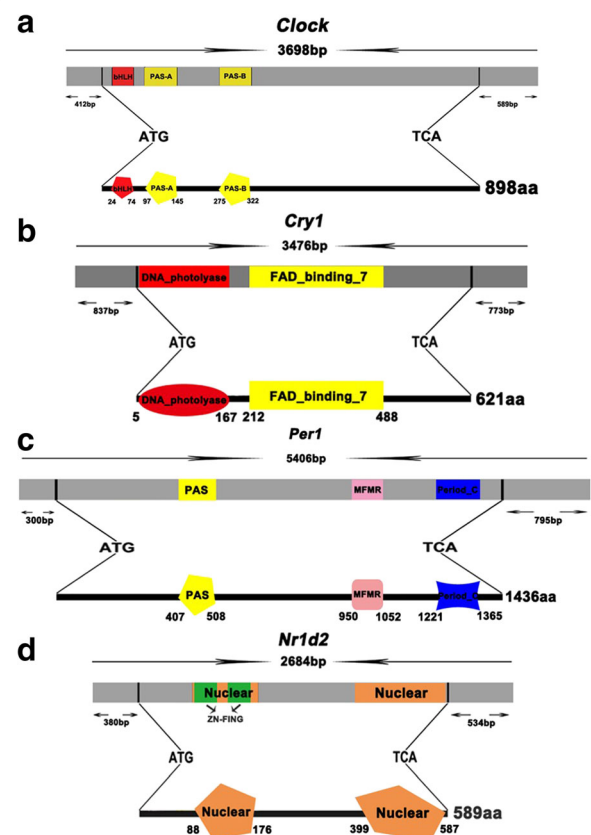 a
Clock
3698bp
bHLH PAS-A PAS-B
412bp 589bp
ATG TCA
bHLH PAS-A PAS-B 898aa
24 74 97 145 275 322
b
Cry1
3476bp
DNA_photolyase FAD_binding_7
837bp 773bp
ATG TCA
DNA_photolyase FAD_binding_7 621aa
5 167 212 488
c
Per1
5406bp
PAS MFMR Period_C
300bp 795bp
ATG TCA
PAS MFMR Period_C 1436aa
407 508 950 1052 1221 1365
d
Nr1d2
2684bp
Nuclear Nuclear
ZN-FING
380bp 534bp
ATG TCA
Nuclear Nuclear 589aa
88 176 399 587